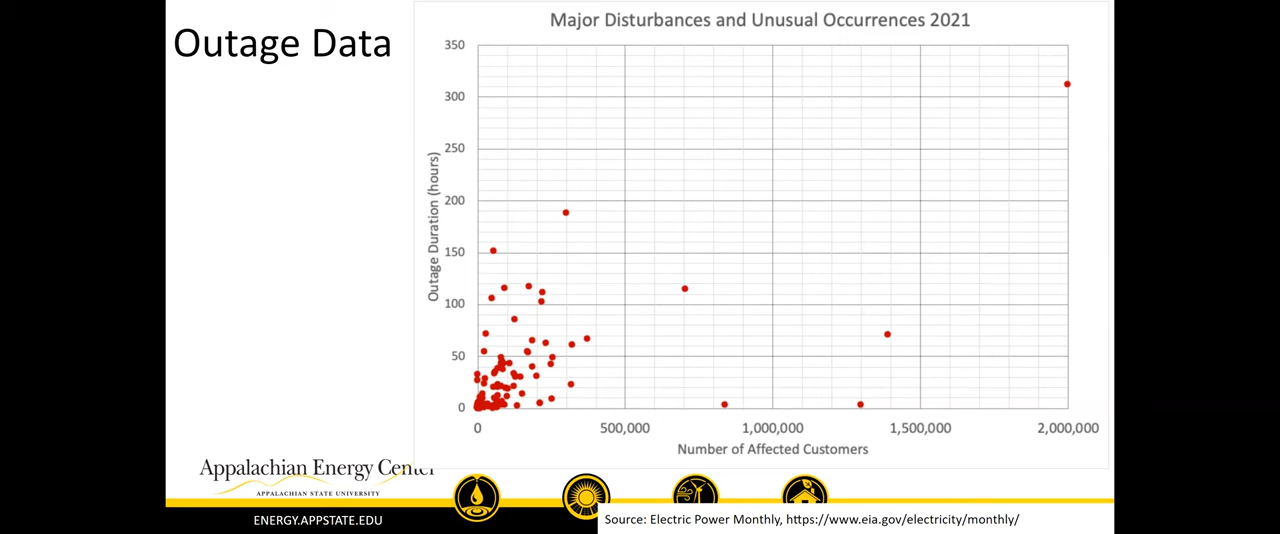 Outage Data
Major Disturbances and Unusual Occurrences 2021
350
300
250
200
150
100
50
0
Outage Duration (hours)
0 500,000 1,000,000 1,500,000 2,000,000
Number of Affected Customers
Appalachian Energy Center
APPALACHIAN STATE UNIVERSITY
ENERGY.APPSTATE.EDU
Source: Electric Power Monthly, https://www.eia.gov/electricity/monthly/